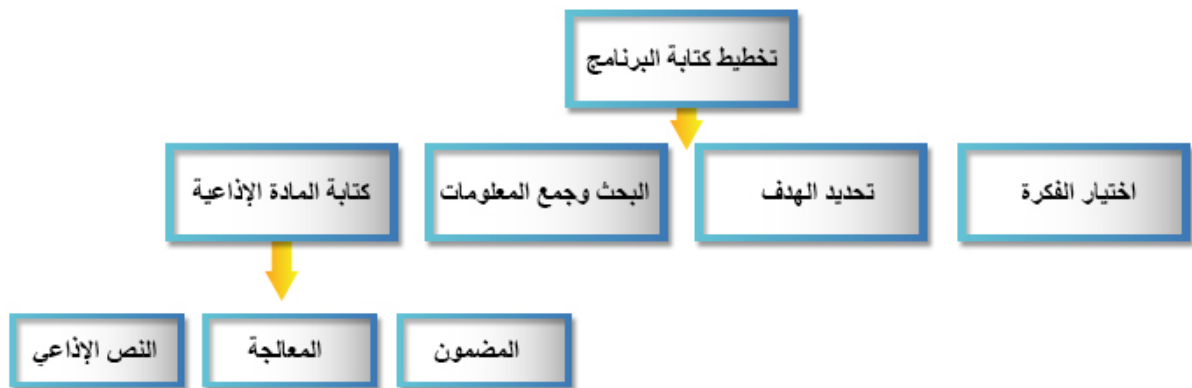 تخطيط كتابة البرنامج
اختيار الفكرة
تحديد الهدف
البحث وجمع المعلومات
كتابة المادة الإذاعية
المضمون
المعالجة
النص الإذاعي